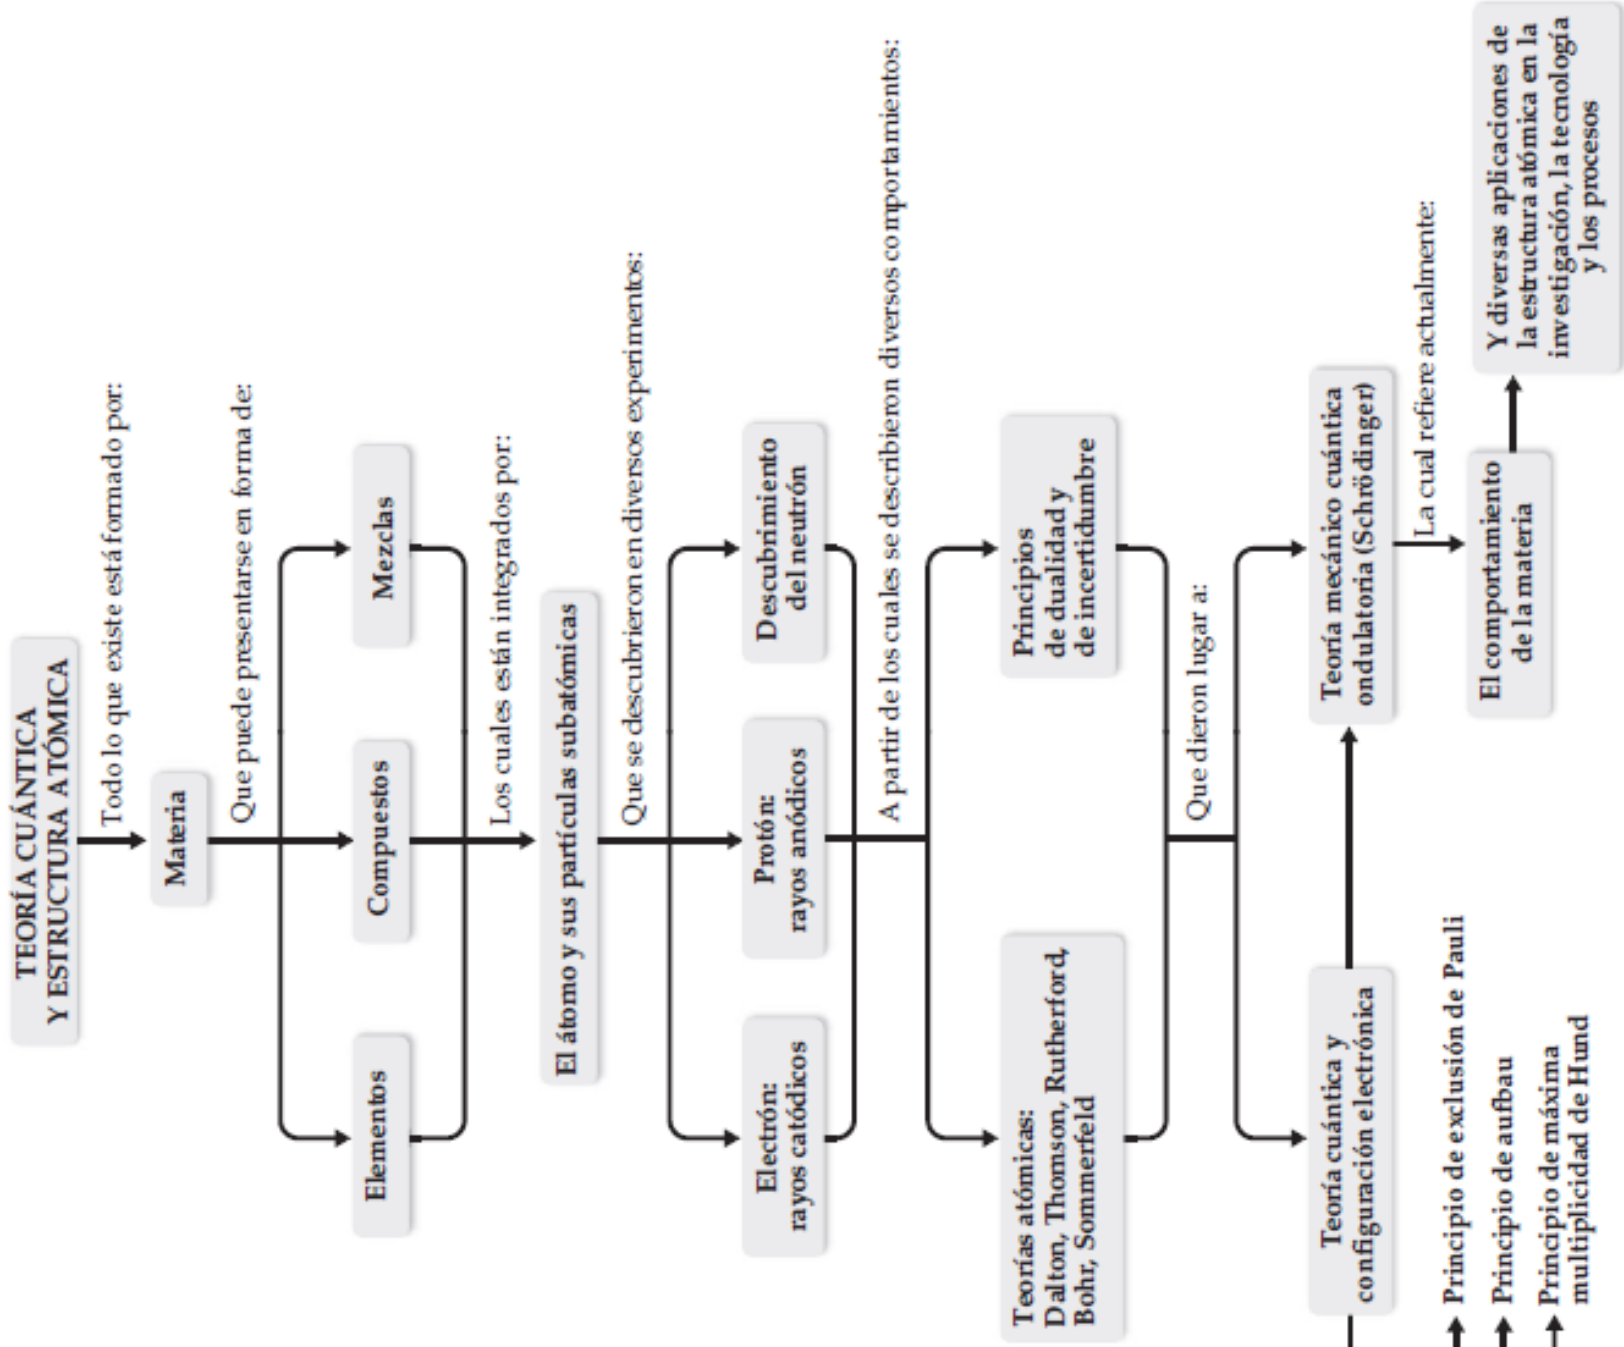 TEORÍA CUÁNTICA
Y ESTRUCTURA ATÓMICA
Todo lo que existe está formado por:
Materia
Que puede presentarse en forma de:
Elementos
Compuestos
Mezclas
Los cuales están integrados por:
El átomo y sus partículas subatómicas
Que se descubrieron en diversos experimentos:
Electrón:
rayos catódicos
Protón:
rayos anódicos
Descubrimiento
del neutrón
A partir de los cuales se describieron diversos comportamientos:
Teorías atómicas:
Dalton, Thomson, Rutherford,
Bohr, Sommerfeld
Principios
de dualidad y
de incertidumbre
Que dieron lugar a:
Teoría cuántica y
configuración electrónica
Teoría mecánico cuántica
ondulatoria (Schrödinger)
Principio de exclusión de Pauli
Principio de aufbau
Principio de máxima
multiplicidad de Hund
La cual refiere actualmente:
El comportamiento
de la materia
Y diversas aplicaciones de
la estructura atómica en la
investigación, la tecnología
y los procesos